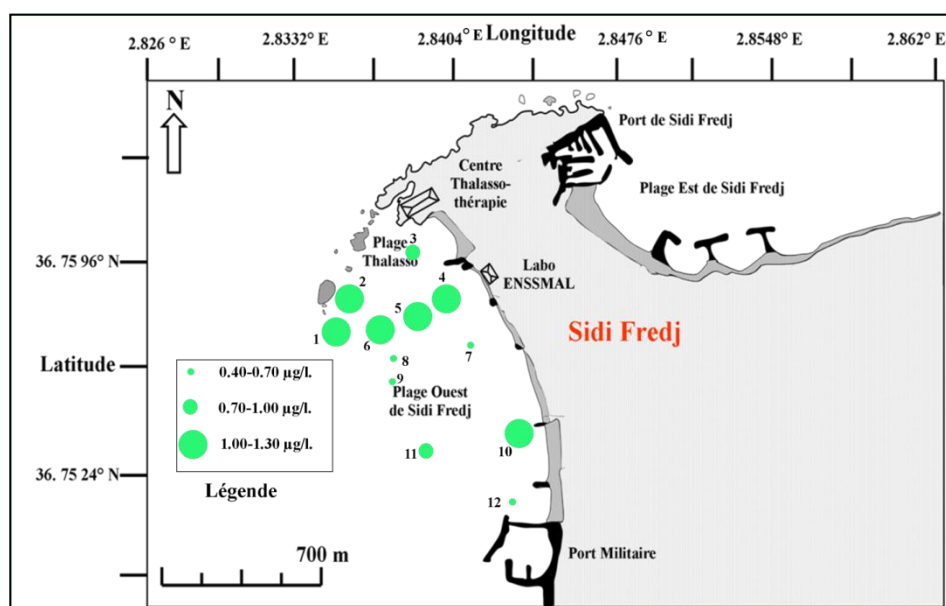 Longitude
2.826 ° E
2.8332° E
2.8404° E
2.8476° E
2.8548° E
2.862° E
N
Port de Sidi Fredj
Centre
Thalasso-
thérapie
Plage Est de Sidi Fredj
3
Plage
Thalasso
36. 75 96° N
Labo
ENSSMAL
2
4
5
1
6
Sidi Fredj
7
8
Latitude
0.40-0.70 µg/l.
9
Plage Ouest
de Sidi Fredj
0.70-1.00 µg/l.
1.00-1.30 µg/l.
11
10
36. 75 24° N
Légende
12
700 m
Port Militaire